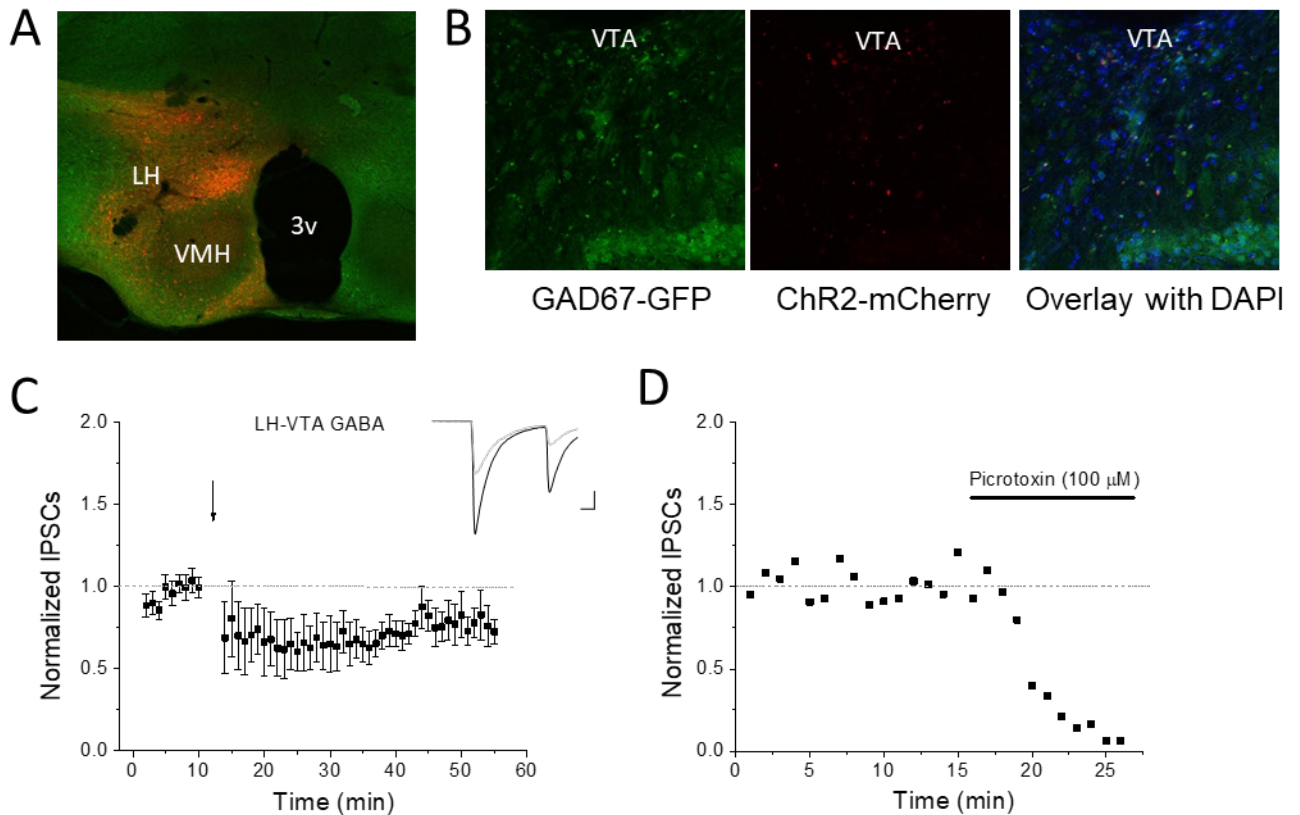 A
LH
VMH
3v
B
VTA
VTA
VTA
GAD67-GFP
ChR2-mCherry
Overlay with DAPI
C
LH-VTA GABA
2.0
1.5
1.0
0.5
0.0
Normalized IPSCs
0
10
20
30
40
50
60
Time (min)
D
Picrotoxin (100 μM)
2.0
1.5
1.0
0.5
0.0
Normalized IPSCs
0
5
10
15
20
25
Time (min)